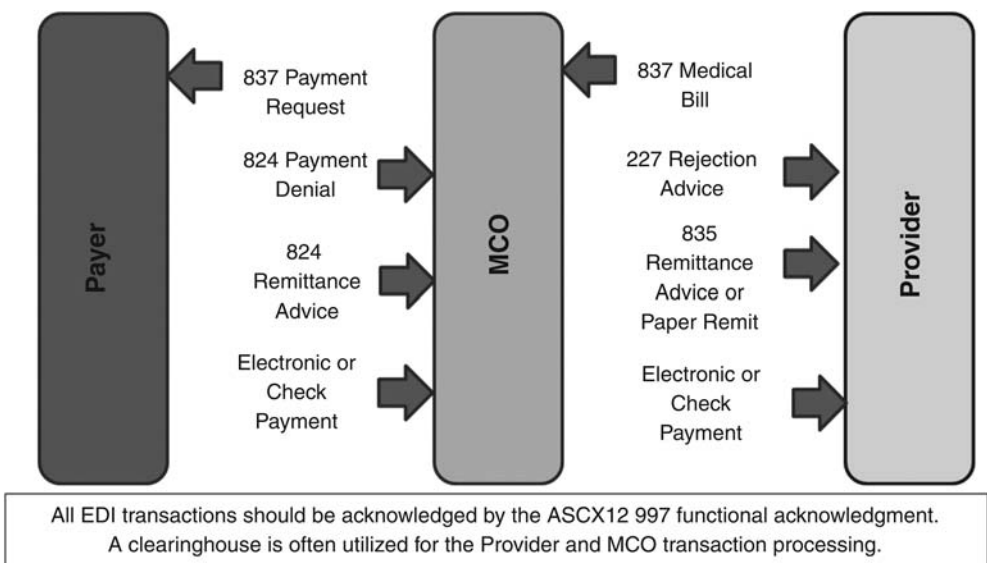 Payer
837 Payment
Request
824 Payment
Denial
824
Remittance
Advice
Electronic or
Check
Payment
MCO
837 Medical
Bill
227 Rejection
Advice
835
Remittance
Advice or
Paper Remit
Electronic or
Check
Payment
Provider
All EDI transactions should be acknowledged by the ASCX12 997 functional acknowledgment.
A clearinghouse is often utilized for the Provider and MCO transaction processing.